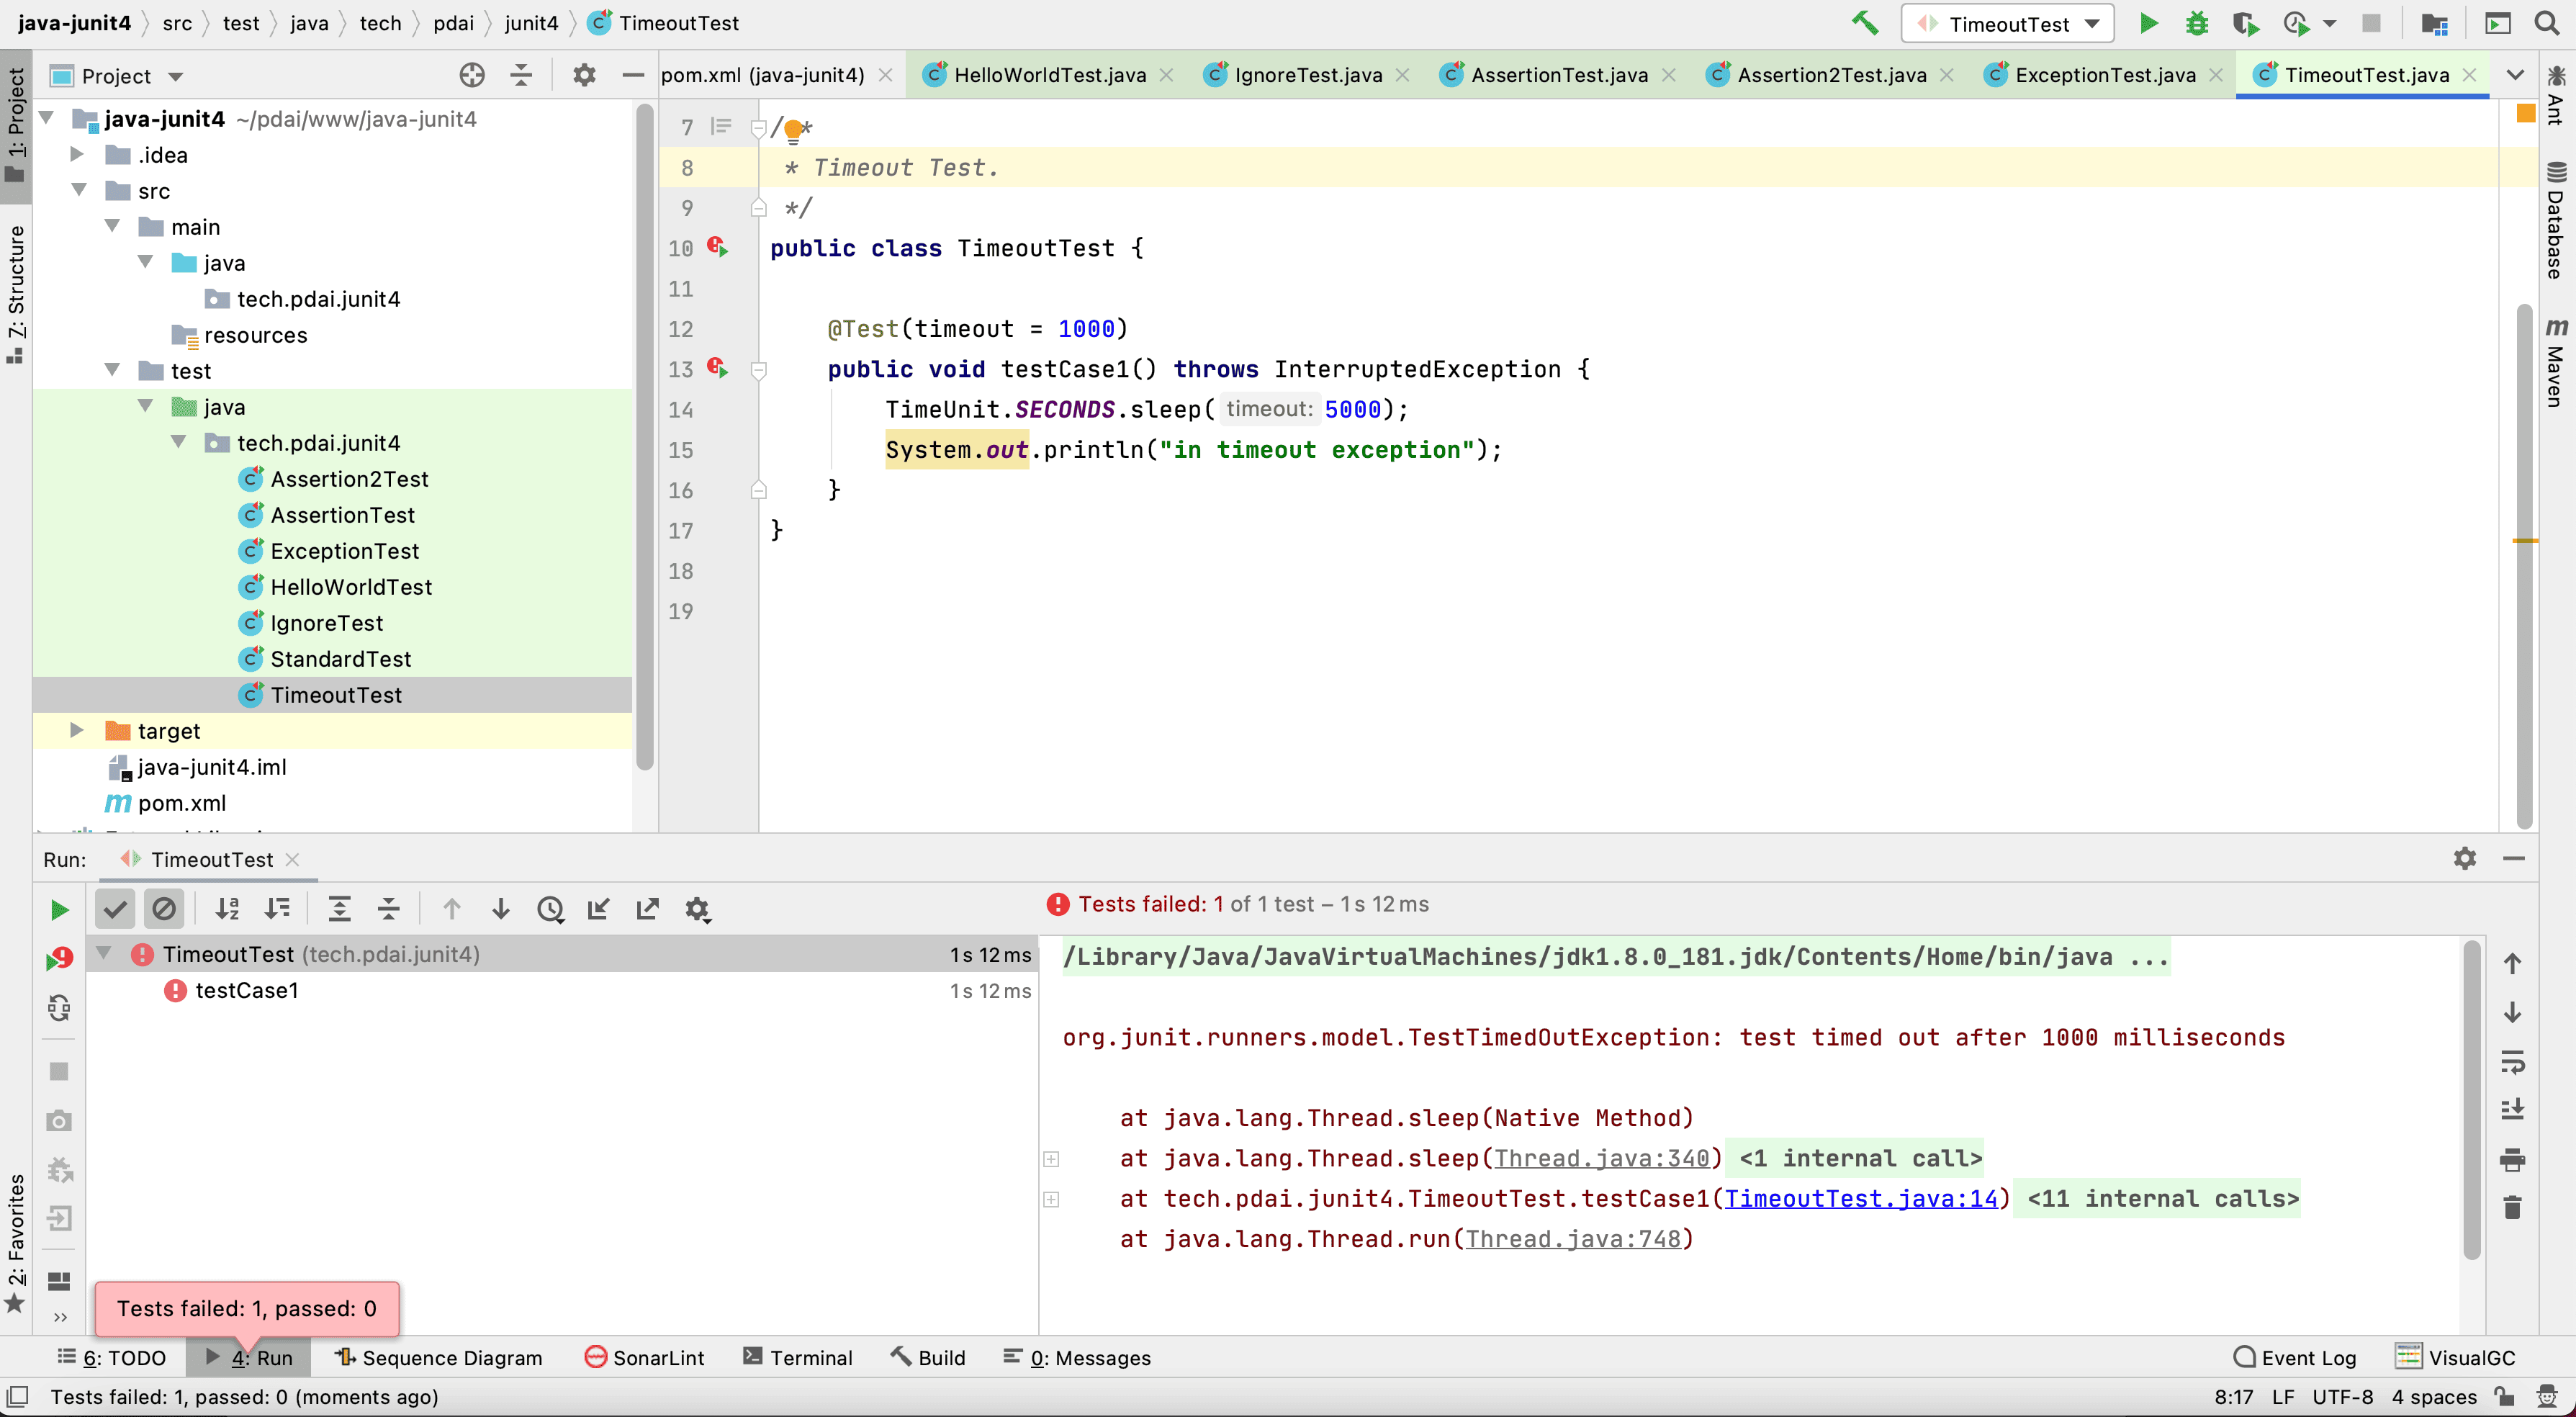 java-junit4 src test java tech pdai junit4 TimeoutTest
TimeoutTest
1: Project
Project
pom.xml (java-junit4) HelloWorldTest.java IgnoreTest.java AssertionTest.java Assertion2Test.java ExceptionTest.java TimeoutTest.java
Ant
Database
Maven
Z: Structure
java-junit4 ~/pdai/www/java-junit4
.idea
src
main
java
tech.pdai.junit4
resources
test
java
tech.pdai.junit4
Assertion2Test
AssertionTest
ExceptionTest
HelloWorldTest
IgnoreTest
StandardTest
TimeoutTest
target
java-junit4.iml
pom.xml
7 /**
8 * Timeout Test.
9 */
10 public class TimeoutTest {
11
12 @Test(timeout = 1000)
13 public void testCase1() throws InterruptedException {
14 TimeUnit.SECONDS.sleep( timeout: 5000);
15 System.out.println("in timeout exception");
16 }
17 }
18
19
Run: TimeoutTest
Tests failed: 1 of 1 test – 1 s 12 ms
TimeoutTest (tech.pdai.junit4) 1 s 12 ms
testCase1 1 s 12 ms
/Library/Java/JavaVirtualMachines/jdk1.8.0_181.jdk/Contents/Home/bin/java ...
org.junit.runners.model.TestTimedOutException: test timed out after 1000 milliseconds
at java.lang.Thread.sleep(Native Method)
at java.lang.Thread.sleep(Thread.java:340) <1 internal call>
at tech.pdai.junit4.TimeoutTest.testCase1(TimeoutTest.java:14) <11 internal calls>
at java.lang.Thread.run(Thread.java:748)
2: Favorites
Tests failed: 1, passed: 0
6: TODO 4: Run Sequence Diagram SonarLint Terminal Build 0: Messages Event Log VisualGC
Tests failed: 1, passed: 0 (moments ago) 8:17 LF UTF-8 4 spaces